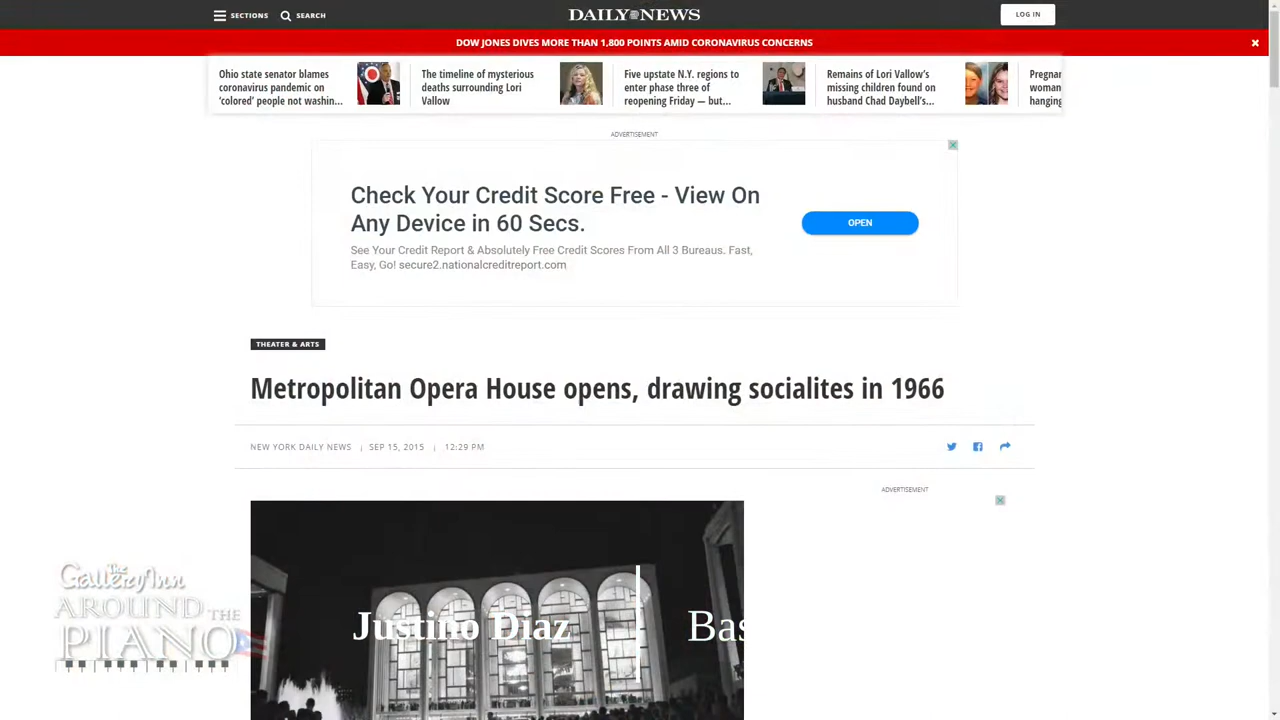 SECTIONS
SEARCH
DAILY NEWS
LOG IN
DOW JONES DIVES MORE THAN 1,800 POINTS AMID CORONAVIRUS CONCERNS
Ohio state senator blames
coronavirus pandemic on
‘colored’ people not washin...
The timeline of mysterious
deaths surrounding Lori
Vallow
Five upstate N.Y. regions to
enter phase three of
reopening Friday — but...
Remains of Lori Vallow’s
missing children found on
husband Chad Daybell’s...
Pregnan
woman
hanging
ADVERTISEMENT
Check Your Credit Score Free - View On
Any Device in 60 Secs.
See Your Credit Report & Absolutely Free Credit Scores From All 3 Bureaus. Fast,
Easy, Go! secure2.nationalcreditreport.com
OPEN
THEATER & ARTS
Metropolitan Opera House opens, drawing socialites in 1966
NEW YORK DAILY NEWS | SEP 15, 2015 | 12:29 PM
ADVERTISEMENT
Justino Diaz
Bas
The
Gallery Inn
AROUND THE
PIANO